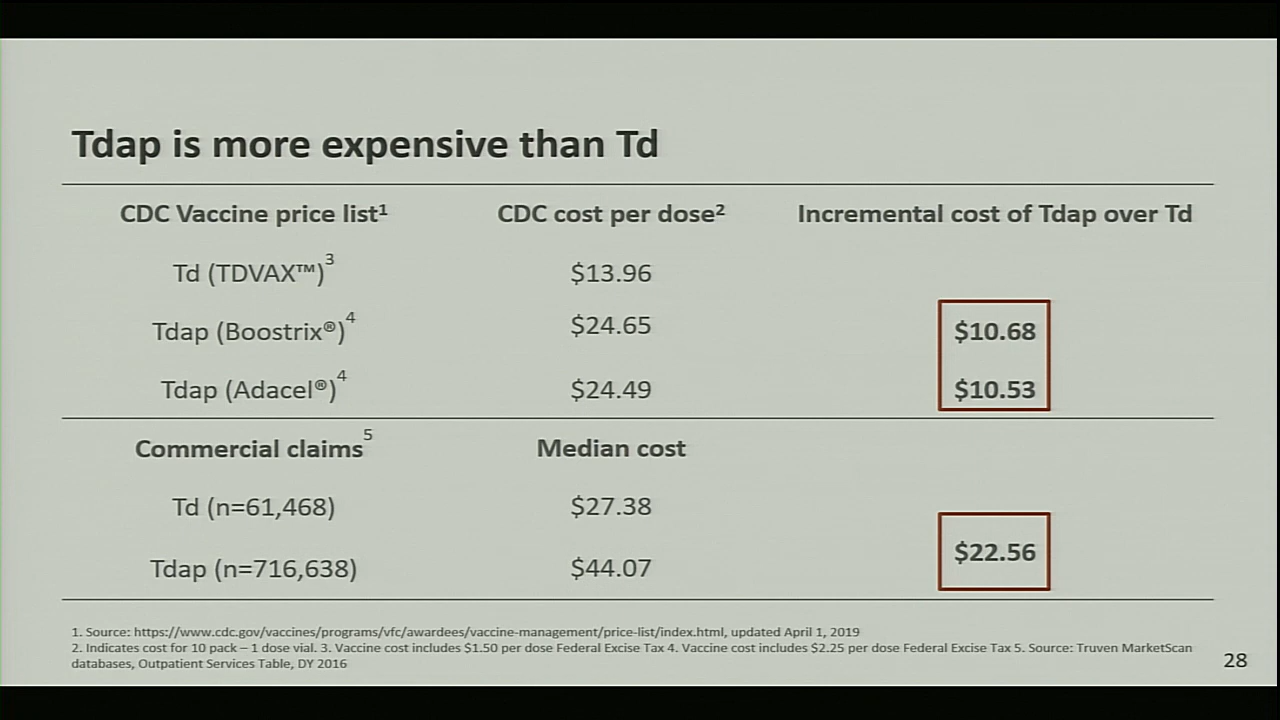 Tdap is more expensive than Td
CDC Vaccine price list¹ CDC cost per dose² Incremental cost of Tdap over Td
Td (TDVAX™)³ $13.96
Tdap (Boostrix®)⁴ $24.65 $10.68
Tdap (Adacel®)⁴ $24.49 $10.53
Commercial claims⁵ Median cost
Td (n=61,468) $27.38
$22.56
Tdap (n=716,638) $44.07
1. Source: https://www.cdc.gov/vaccines/programs/vfc/awardees/vaccine-management/price-list/index.html, updated April 1, 2019
2. Indicates cost for 10 pack – 1 dose vial. 3. Vaccine cost includes $1.50 per dose Federal Excise Tax 4. Vaccine cost includes $2.25 per dose Federal Excise Tax 5. Source: Truven MarketScan
databases, Outpatient Services Table, DY 2016
28